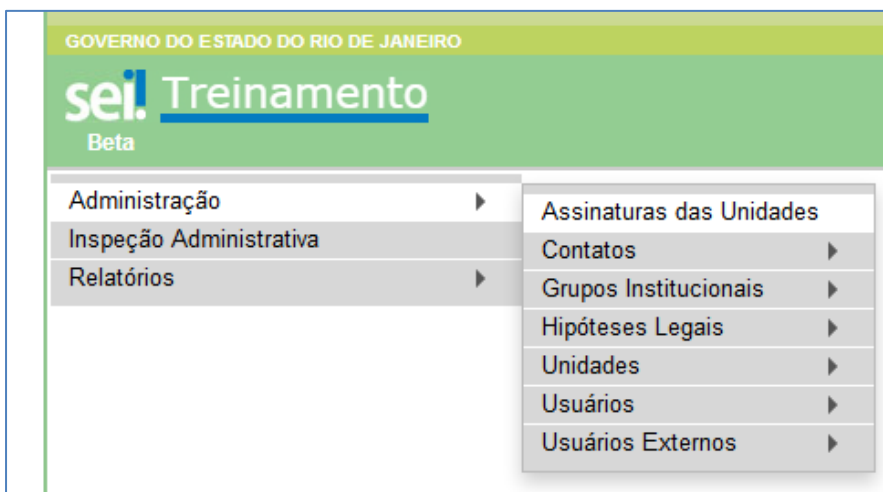 GOVERNO DO ESTADO DO RIO DE JANEIRO
sei! Treinamento
Beta
Administração
Inspeção Administrativa
Relatórios
Assinaturas das Unidades
Contatos
Grupos Institucionais
Hipóteses Legais
Unidades
Usuários
Usuários Externos